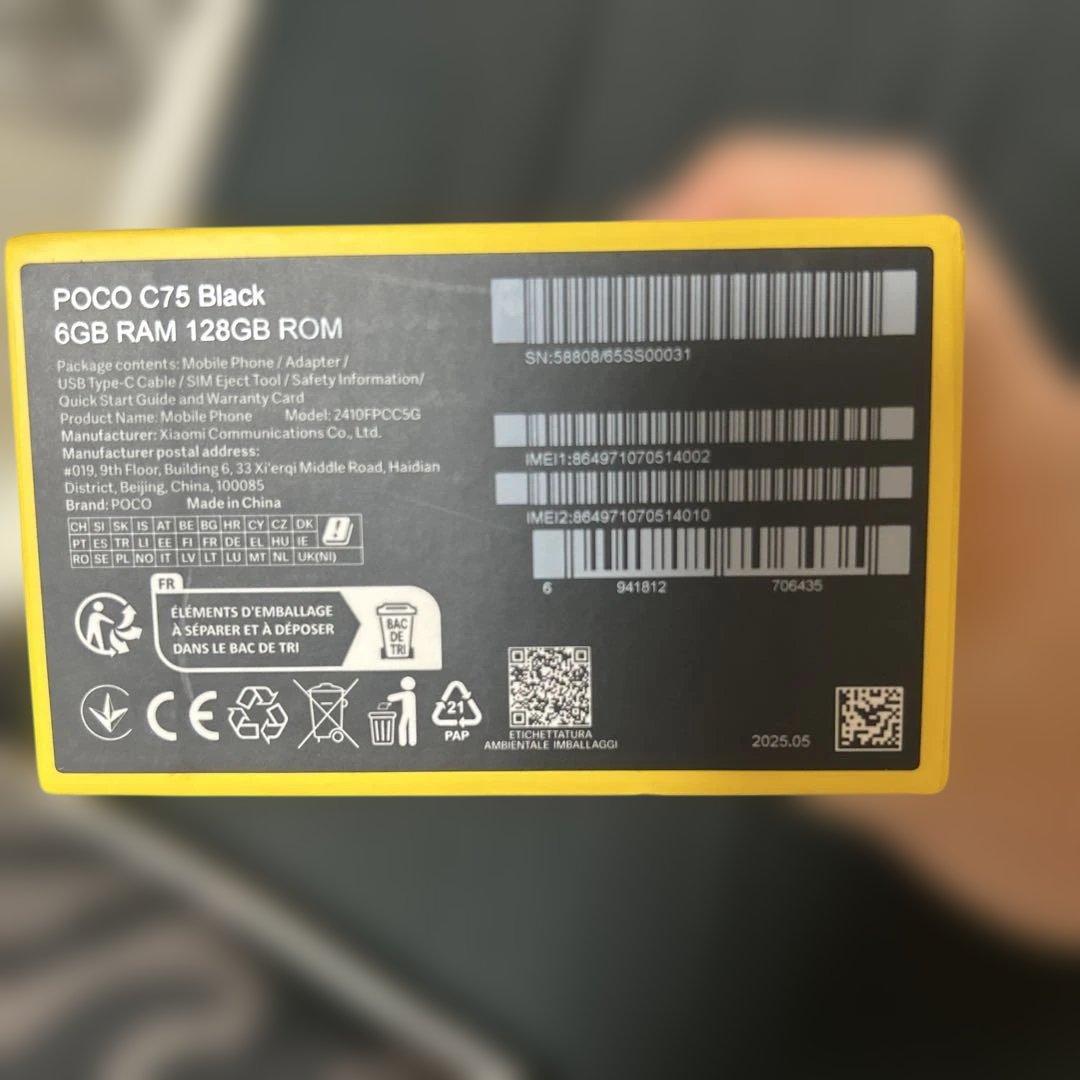 POCO C75 Black
6GB RAM 128GB ROM
Package contents: Mobile Phone / Adapter /
USB Type-C Cable / SIM Eject Tool / Safety Information/
Quick Start Guide and Warranty Card
Product Name: Mobile Phone Model: 2410FPCC5G
Manufacturer: Xiaomi Communications Co., Ltd.
Manufacturer postal address:
#019, 9th Floor, Building 6, 33 Xi'erqi Middle Road, Haidian
District, Beijing, China, 100085
Brand: POCO Made in China
CH SI SK IS AT BE BG HR CY CZ DK
PT ES TR LI EE FI FR DE EL HU IE
RO SE PL NO IT LV LT LU MT NL UK(NI)
FR
ÉLÉMENTS D'EMBALLAGE
À SÉPARER ET À DÉPOSER
DANS LE BAC DE TRI
BAC
DE
TRI
CE
21
PAP
SN:58808/65SS00031
IMEI1:864971070514002
IMEI2:864971070514010
6 941812 706435
ETICHETTATURA
AMBIENTALE IMBALLAGGI
2025.05